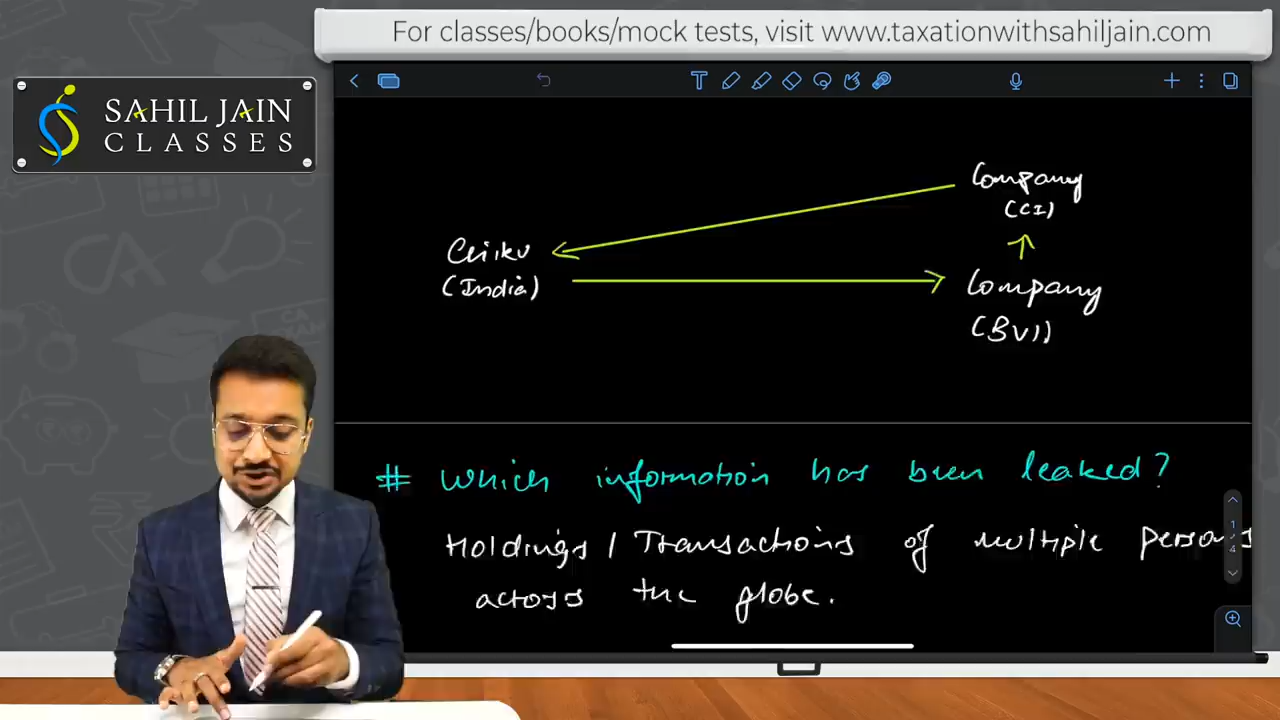 For classes/books/mock tests, visit www.taxationwithsahiljain.com
SAHIL JAIN
CLASSES
Company
(CI)
Chiku
(India)
Company
(BVI)
# Which information has been leaked?
Holdings / Transactions of multiple persons
across the globe.